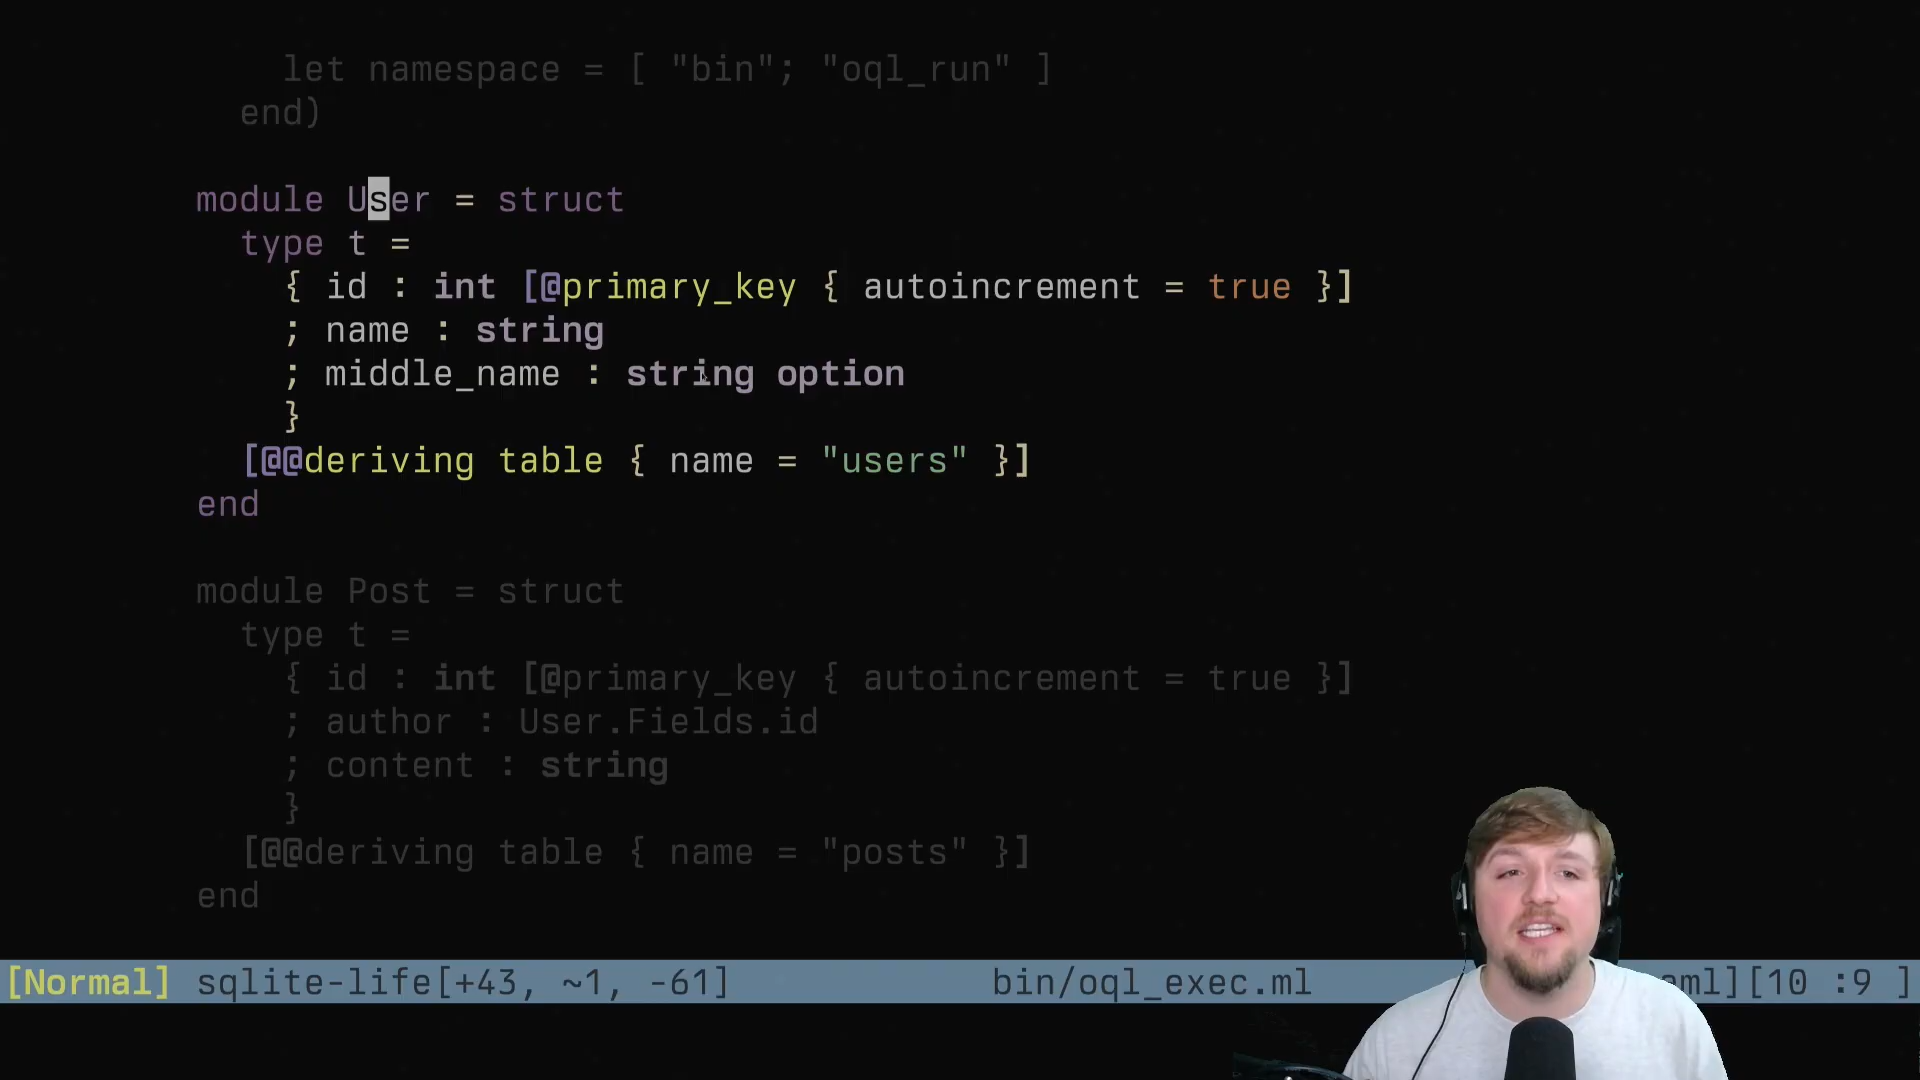 let namespace = [ "bin"; "oql_run" ]
end)
module User = struct
type t =
{ id : int [@primary_key { autoincrement = true }]
; name : string
; middle_name : string option
}
[@@deriving table { name = "users" }]
end
module Post = struct
type t =
{ id : int [@primary_key { autoincrement = true }]
; author : User.Fields.id
; content : string
}
[@@deriving table { name = "posts" }]
end
[Normal] sqlite-life[+43, ~1, -61] bin/oql_exec.ml aml][10 :9 ]